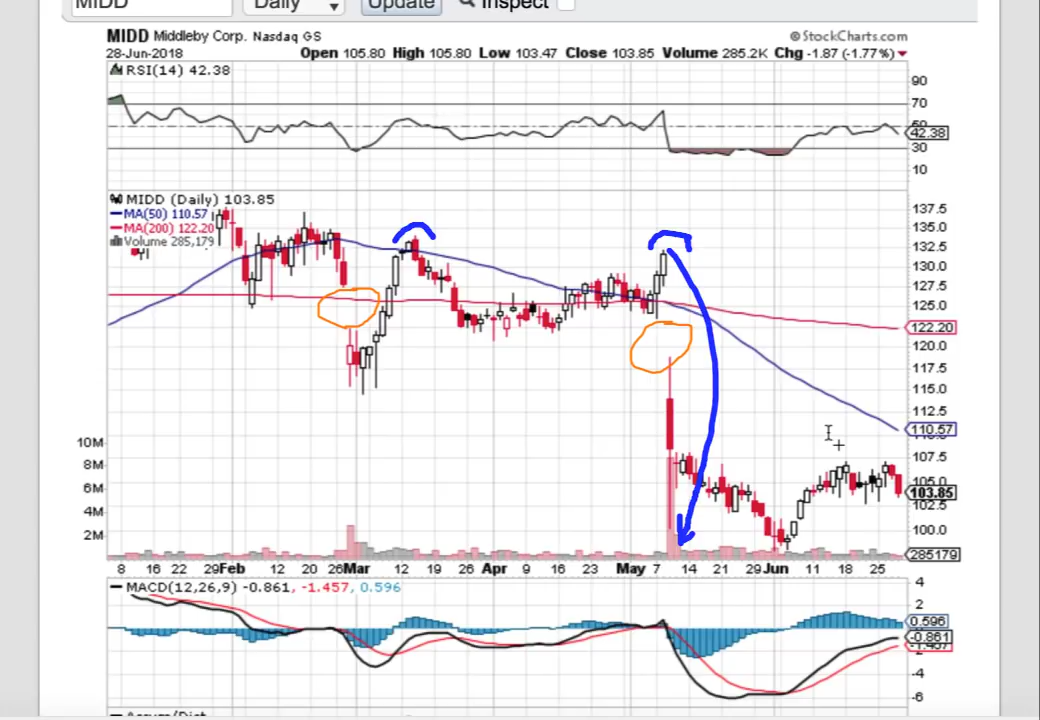 MIDD Daily Update Inspect
MIDD Middleby Corp. Nasdaq GS ©StockCharts.com
28-Jun-2018 Open 105.80 High 105.80 Low 103.47 Close 103.85 Volume 285.2K Chg -1.87 (-1.77%)
RSI(14) 42.38
90
70
50
42.38
30
10
MIDD (Daily) 103.85
MA(50) 110.57
MA(200) 122.20
Volume 285,179
137.5
135.0
132.5
130.0
127.5
125.0
122.20
120.0
117.5
115.0
112.5
110.57
107.5
105.0
103.85
102.5
100.0
285179
10M
8M
6M
4M
2M
8 16 22 29 Feb 12 20 26 Mar 12 19 26 Apr 9 16 23 May 7 14 21 29 Jun 11 18 25
MACD(12,26,9) -0.861, -1.457, 0.596
4
2
0.596
-0.861
-1.457
-2
-4
-6
Accum/Dist